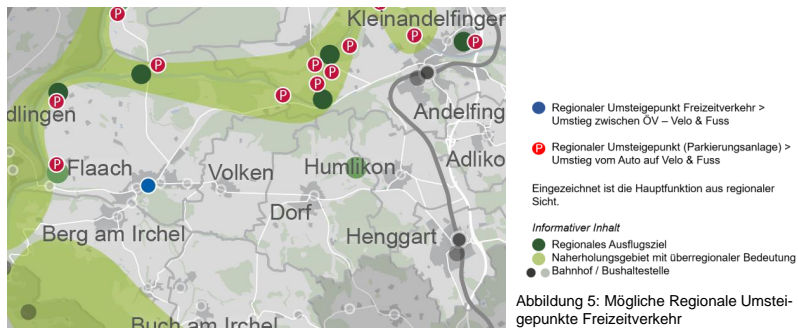 P
Kleinandelfingen
P
P
P
P
P
P
P
P
dlingen
Andelfing
P
Flaach
Volken
Humlikon
Adliko
Dorf
Berg am Irchel
Henggart
Buch am Irchel
Regionaler Umsteigepunkt Freizeitverkehr >
Umstieg zwischen ÖV – Velo & Fuss
P Regionaler Umsteigepunkt (Parkierungsanlage) >
Umstieg vom Auto auf Velo & Fuss
Eingezeichnet ist die Hauptfunktion aus regionaler
Sicht.
Informativer Inhalt
Regionales Ausflugsziel
Naherholungsgebiet mit überregionaler Bedeutung
Bahnhof / Bushaltestelle
Abbildung 5: Mögliche Regionale Umstei-
gepunkte Freizeitverkehr